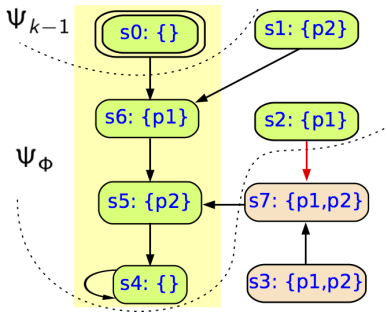 Ψk−1
s0: {}
s1: {p2}
s6: {p1}
s2: {p1}
ΨΦ
s5: {p2}
s7: {p1,p2}
s4: {}
s3: {p1,p2}